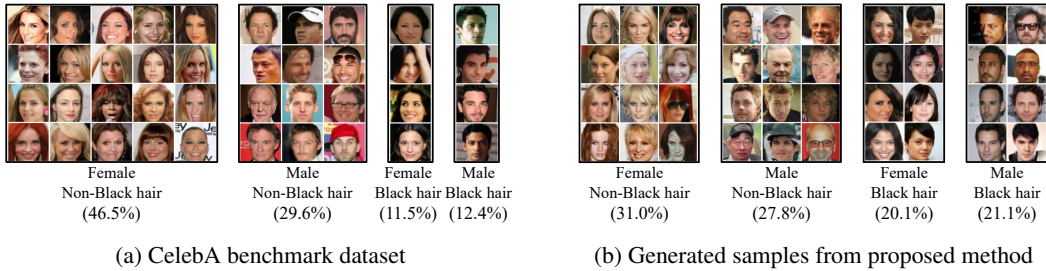 Female
Non-Black hair
(46.5%)
Male
Non-Black hair
(29.6%)
Female
Black hair
(11.5%)
Male
Black hair
(12.4%)
(a) CelebA benchmark dataset
Female
Non-Black hair
(31.0%)
Male
Non-Black hair
(27.8%)
Female
Black hair
(20.1%)
Male
Black hair
(21.1%)
(b) Generated samples from proposed method